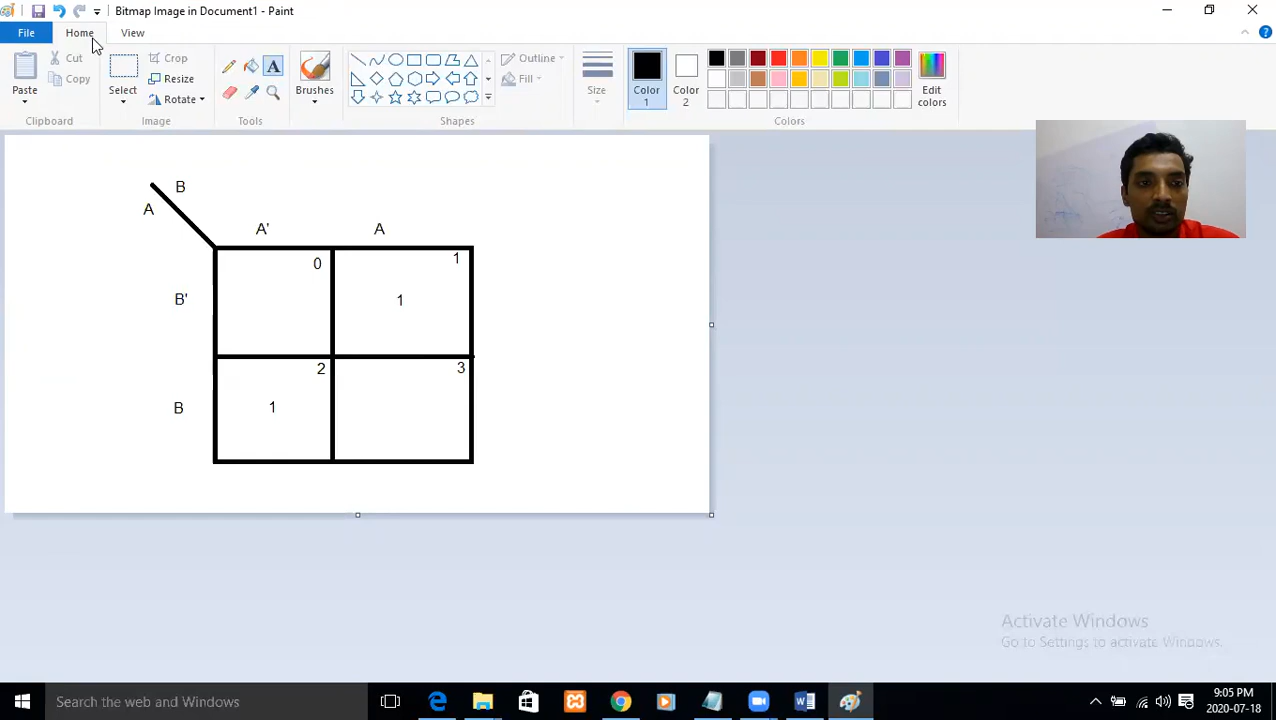 Bitmap Image in Document1 - Paint
File Home View
Paste Cut Copy
Clipboard
Select Crop Resize Rotate
Image
A
Tools
Brushes
Outline Fill
Shapes
Size
Color 1
Color 2
Edit colors
Colors
B
A
A' A
0 1
B' 1
2 3
B 1
Activate Windows
Go to Settings to activate Windows.
Search the web and Windows
9:05 PM
2020-07-18